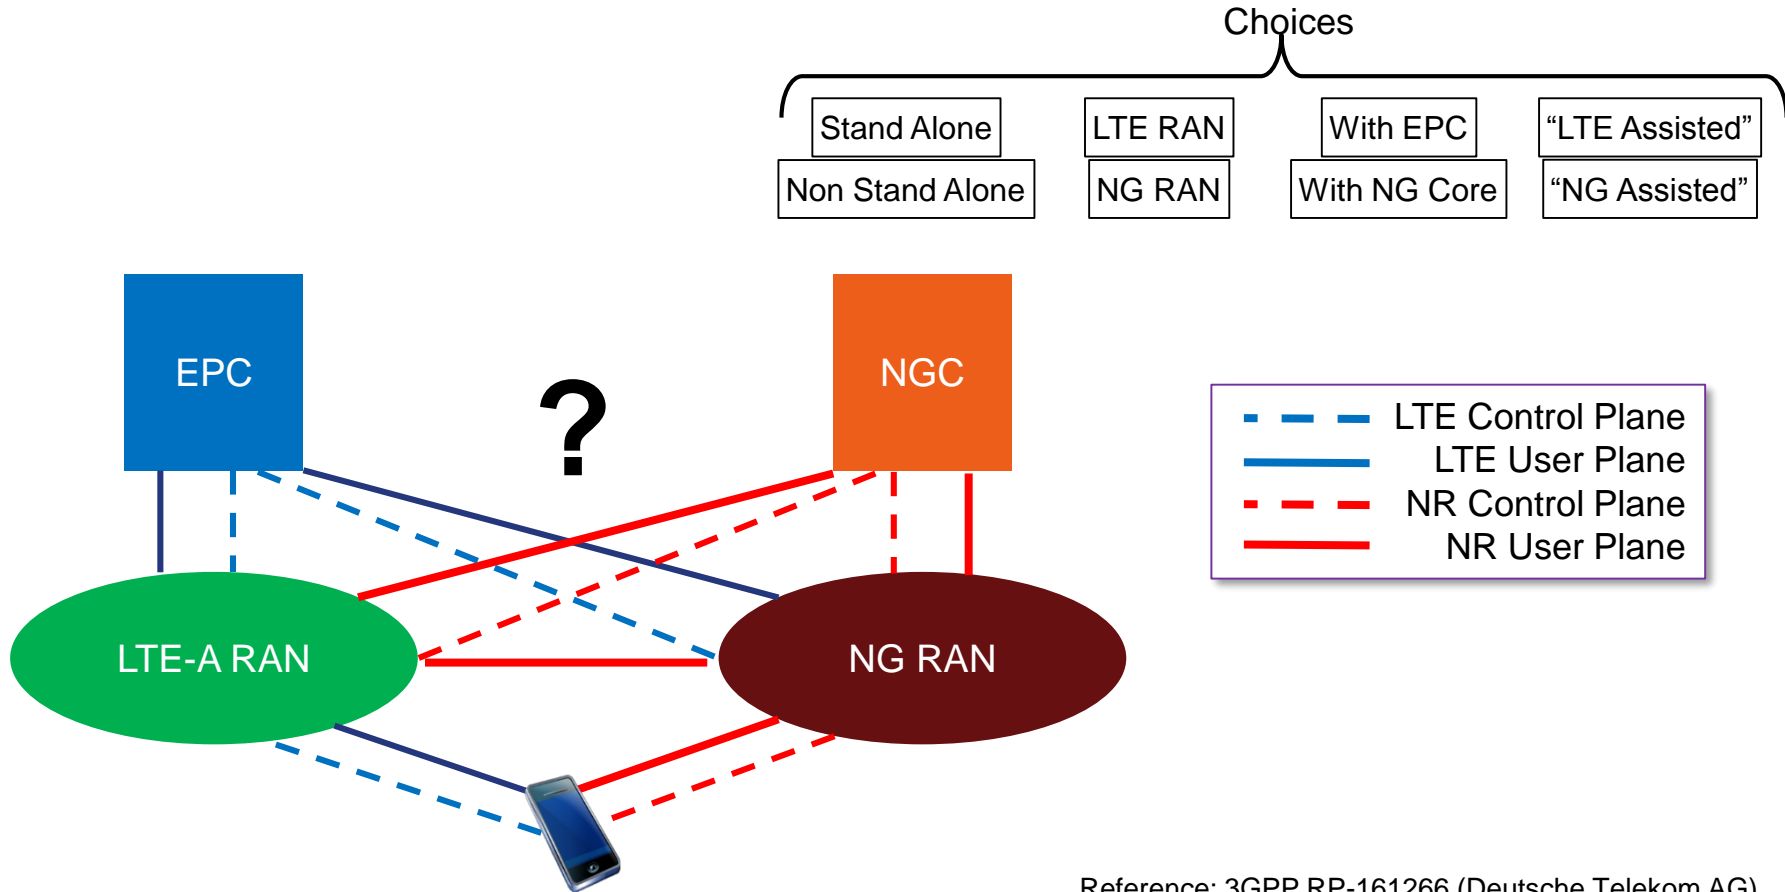 Choices
Stand Alone
LTE RAN
With EPC
“LTE Assisted”
Non Stand Alone
NG RAN
With NG Core
“NG Assisted”
EPC
?
NGC
LTE Control Plane
LTE User Plane
NR Control Plane
NR User Plane
LTE-A RAN
NG RAN
Reference: 3GPP RP-161266 (Deutsche Telekom AG)